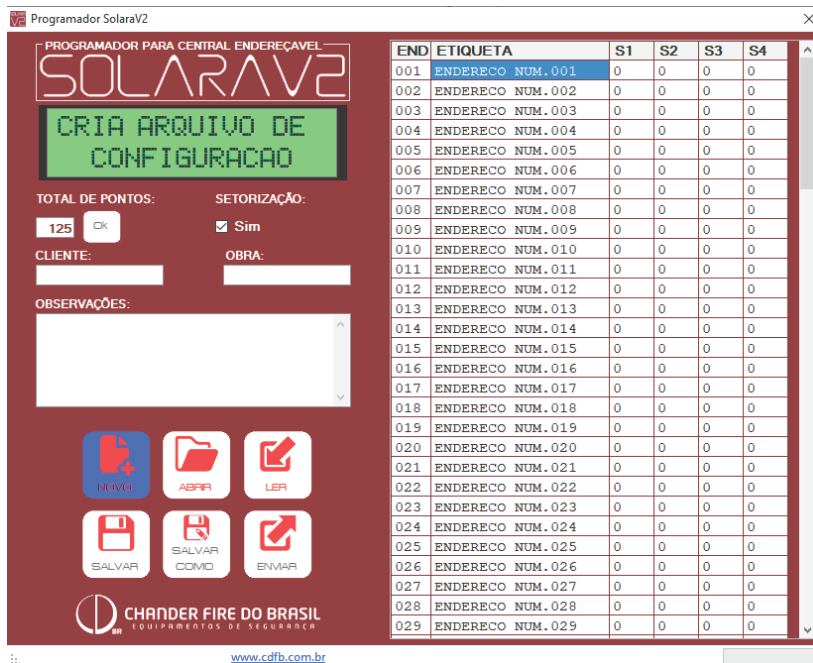 Programador SolaraV2
PROGRAMADOR PARA CENTRAL ENDEREÇAVEL
SOLARAV2
CRIA ARQUIVO DE
CONFIGURACAO
TOTAL DE PONTOS:
SETORIZAÇÃO:
125
Ok
Sim
CLIENTE:
OBRA:
OBSERVAÇÕES:
NOVO
ABRIR
LER
SALVAR
SALVAR COMO
ENVIAR
CHANDER FIRE DO BRASIL
EQUIPAMENTOS DE SEGURANCA
BR
www.cdfb.com.br
END ETIQUETA S1 S2 S3 S4
001 ENDERECO NUM.001 0 0 0 0
002 ENDERECO NUM.002 0 0 0 0
003 ENDERECO NUM.003 0 0 0 0
004 ENDERECO NUM.004 0 0 0 0
005 ENDERECO NUM.005 0 0 0 0
006 ENDERECO NUM.006 0 0 0 0
007 ENDERECO NUM.007 0 0 0 0
008 ENDERECO NUM.008 0 0 0 0
009 ENDERECO NUM.009 0 0 0 0
010 ENDERECO NUM.010 0 0 0 0
011 ENDERECO NUM.011 0 0 0 0
012 ENDERECO NUM.012 0 0 0 0
013 ENDERECO NUM.013 0 0 0 0
014 ENDERECO NUM.014 0 0 0 0
015 ENDERECO NUM.015 0 0 0 0
016 ENDERECO NUM.016 0 0 0 0
017 ENDERECO NUM.017 0 0 0 0
018 ENDERECO NUM.018 0 0 0 0
019 ENDERECO NUM.019 0 0 0 0
020 ENDERECO NUM.020 0 0 0 0
021 ENDERECO NUM.021 0 0 0 0
022 ENDERECO NUM.022 0 0 0 0
023 ENDERECO NUM.023 0 0 0 0
024 ENDERECO NUM.024 0 0 0 0
025 ENDERECO NUM.025 0 0 0 0
026 ENDERECO NUM.026 0 0 0 0
027 ENDERECO NUM.027 0 0 0 0
028 ENDERECO NUM.028 0 0 0 0
029 ENDERECO NUM.029 0 0 0 0